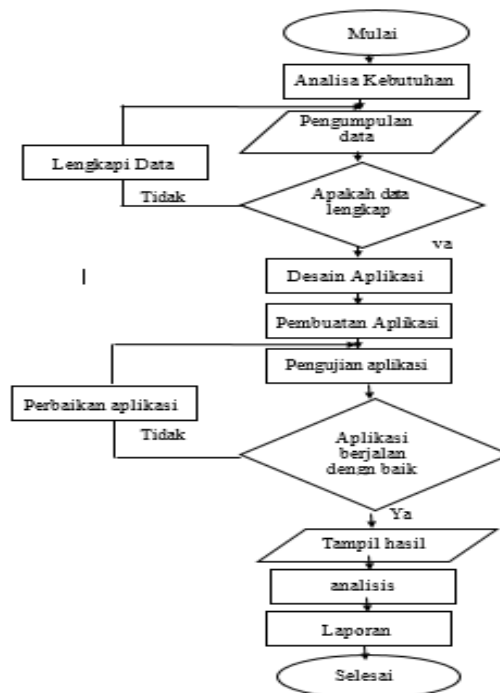 Mulai
Analisa Kebutuhan
Pengumpulan
data
Lengkapi Data
Tidak
Apakah data
lengkap
ya
Desain Aplikasi
Pembuatan Aplikasi
Pengujian aplikasi
Perbaikan aplikasi
Tidak
Aplikasi
berjalan
dengn baik
Ya
Tampil hasil
analisis
Laporan
Selesai